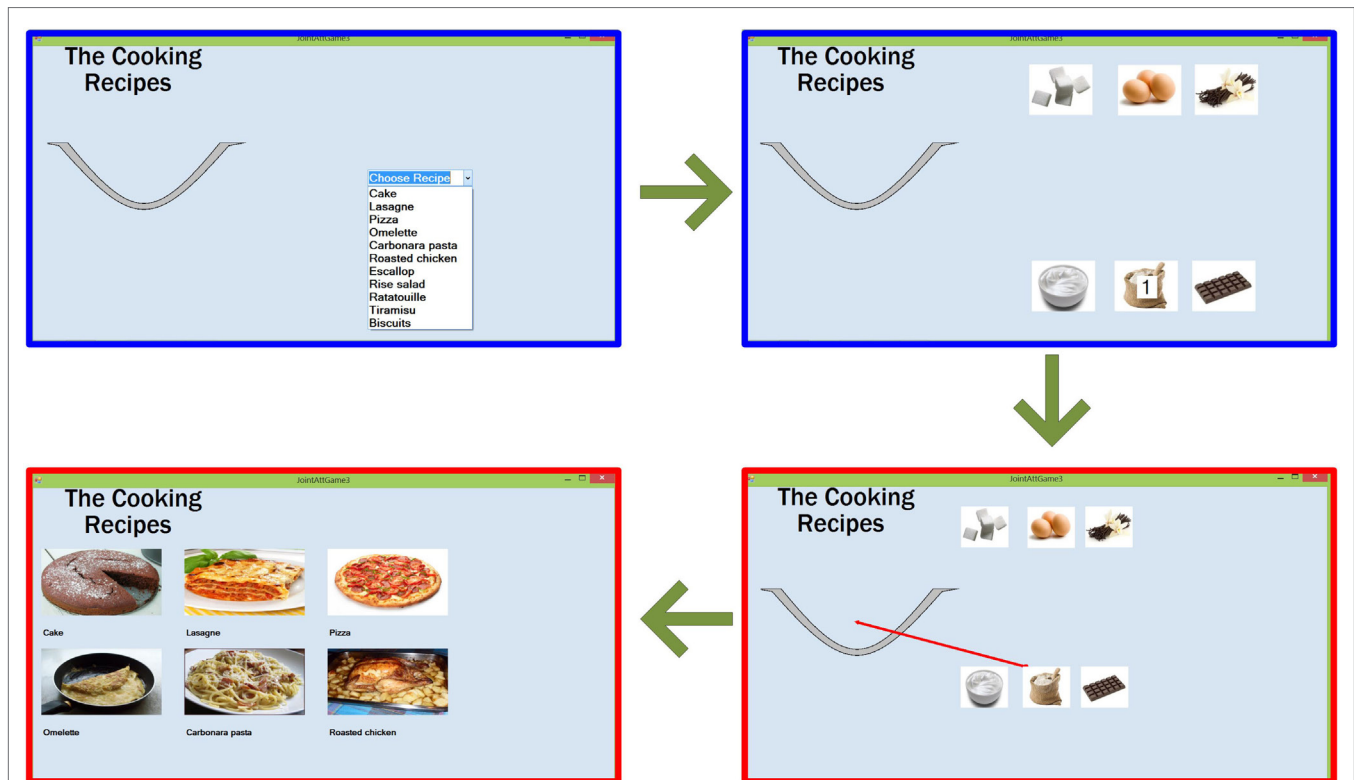 JointAttGame3
The Cooking
Recipes
Choose Recipe
Cake
Lasagne
Pizza
Omelette
Carbonara pasta
Roasted chicken
Escallop
Rise salad
Ratatouille
Tiramisu
Biscuits
JointAttGame3
The Cooking
Recipes
1
JointAttGame3
The Cooking
Recipes
Cake Lasagne Pizza
Omelette Carbonara pasta Roasted chicken
JointAttGame3
The Cooking
Recipes